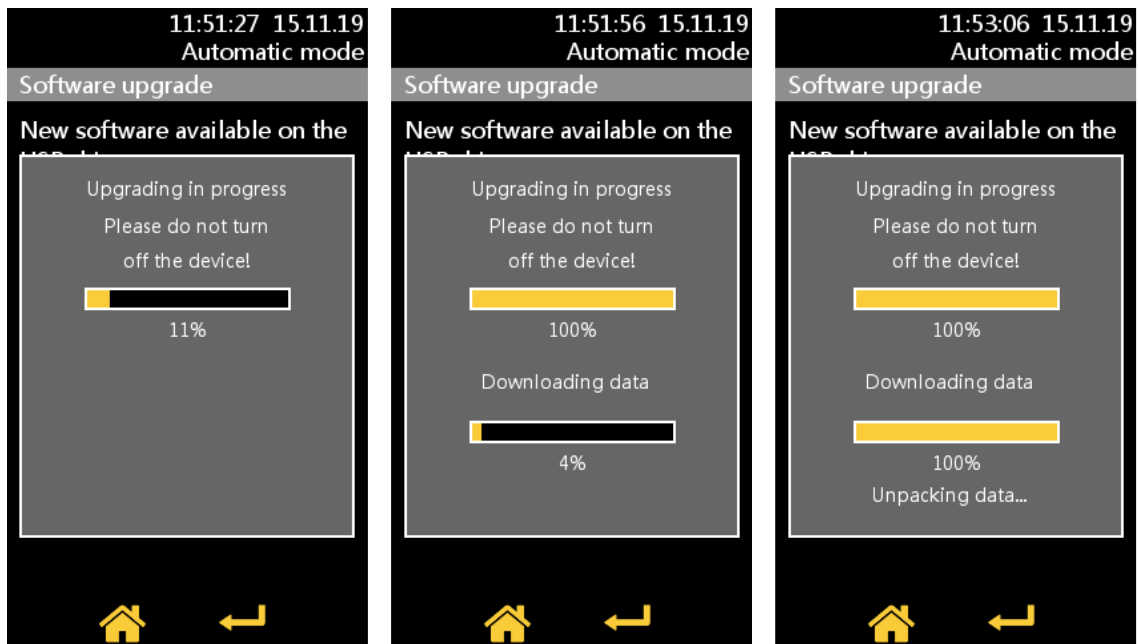 11:51:27 15.11.19
Automatic mode
Software upgrade
New software available on the
Upgrading in progress
Please do not turn
off the device!
11%
11:51:56 15.11.19
Automatic mode
Software upgrade
New software available on the
Upgrading in progress
Please do not turn
off the device!
100%
Downloading data
4%
11:53:06 15.11.19
Automatic mode
Software upgrade
New software available on the
Upgrading in progress
Please do not turn
off the device!
100%
Downloading data
100%
Unpacking data...